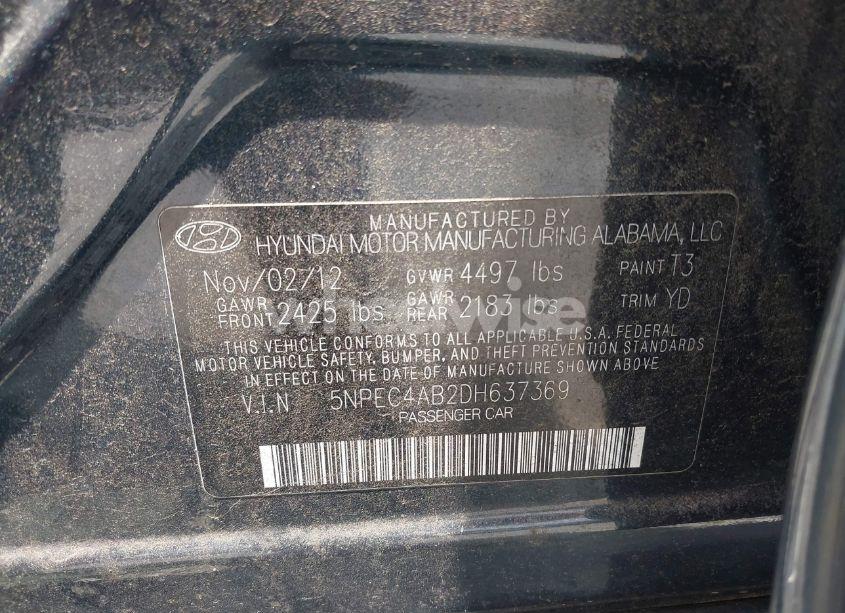 MANUFACTURED BY
HYUNDAI MOTOR MANUFACTURING ALABAMA, LLC
Nov/02/12 GVWR 4497 lbs PAINT T3
GAWR FRONT 2425 lbs GAWR REAR 2183 lbs TRIM YD
THIS VEHICLE CONFORMS TO ALL APPLICABLE U.S.A. FEDERAL
MOTOR VEHICLE SAFETY, BUMPER, AND THEFT PREVENTION STANDARDS
IN EFFECT ON THE DATE OF MANUFACTURE SHOWN ABOVE.
V.I.N 5NPEC4AB2DH637369
PASSENGER CAR